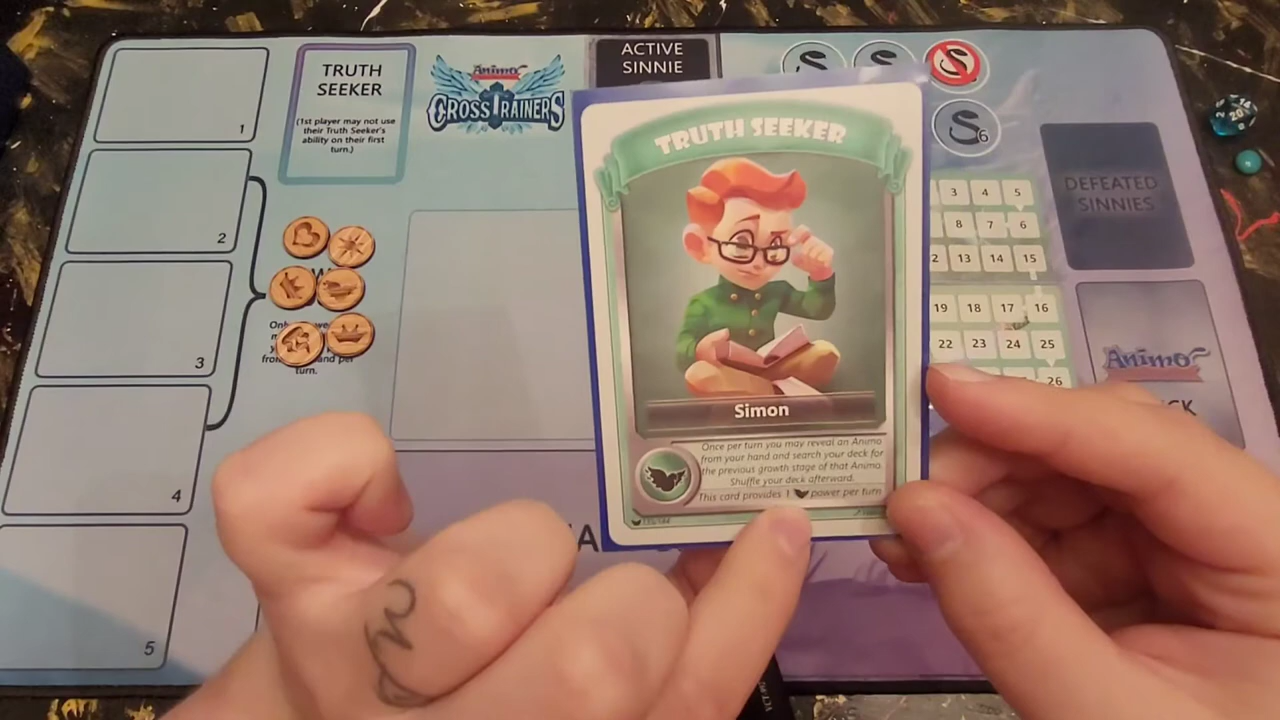 1
2
3
4
5
TRUTH
SEEKER
(1st player may not use
their Truth Seeker's
ability on their first
turn.)
Animo
CROSS TRAINERS
ACTIVE
SINNIE
S
S
S
S6
TRUTH SEEKER
Simon
Once per turn you may reveal an Animo
from your hand and search your deck for
the previous growth stage of that Animo.
Shuffle your deck afterward.
This card provides 1 power per turn
3 4 5
8 7 6
2 13 14 15
19 18 17 16
22 23 24 25
26
DEFEATED
SINNIES
Animo
CK
turn.